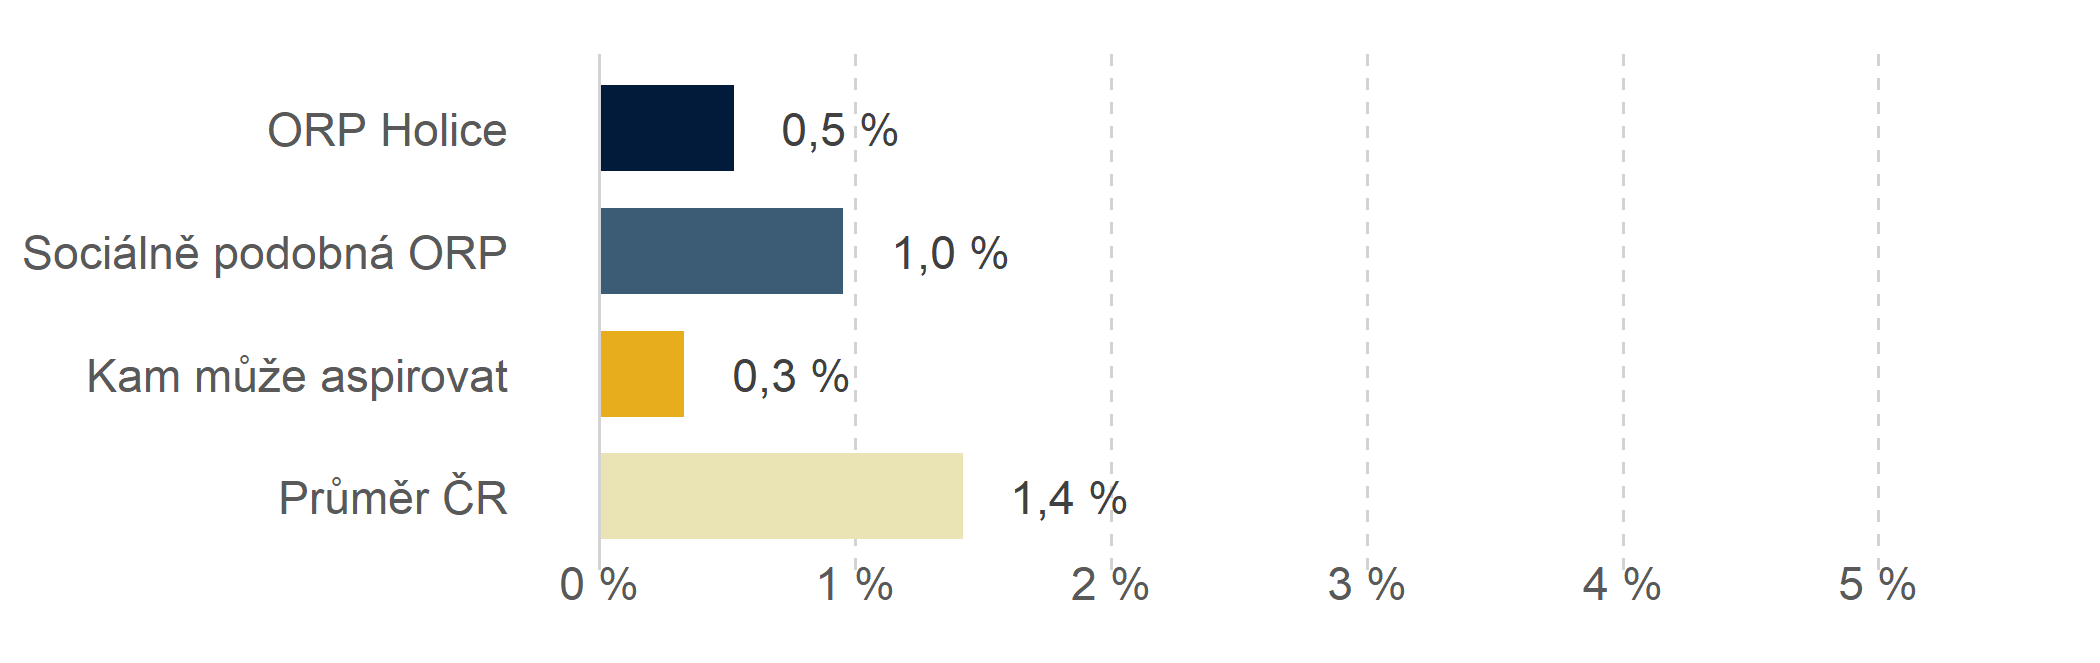 ORP Holice 0,5 %
Sociálně podobná ORP 1,0 %
Kam může aspirovat 0,3 %
Průměr ČR 1,4 %
0 % 1 % 2 % 3 % 4 % 5 %